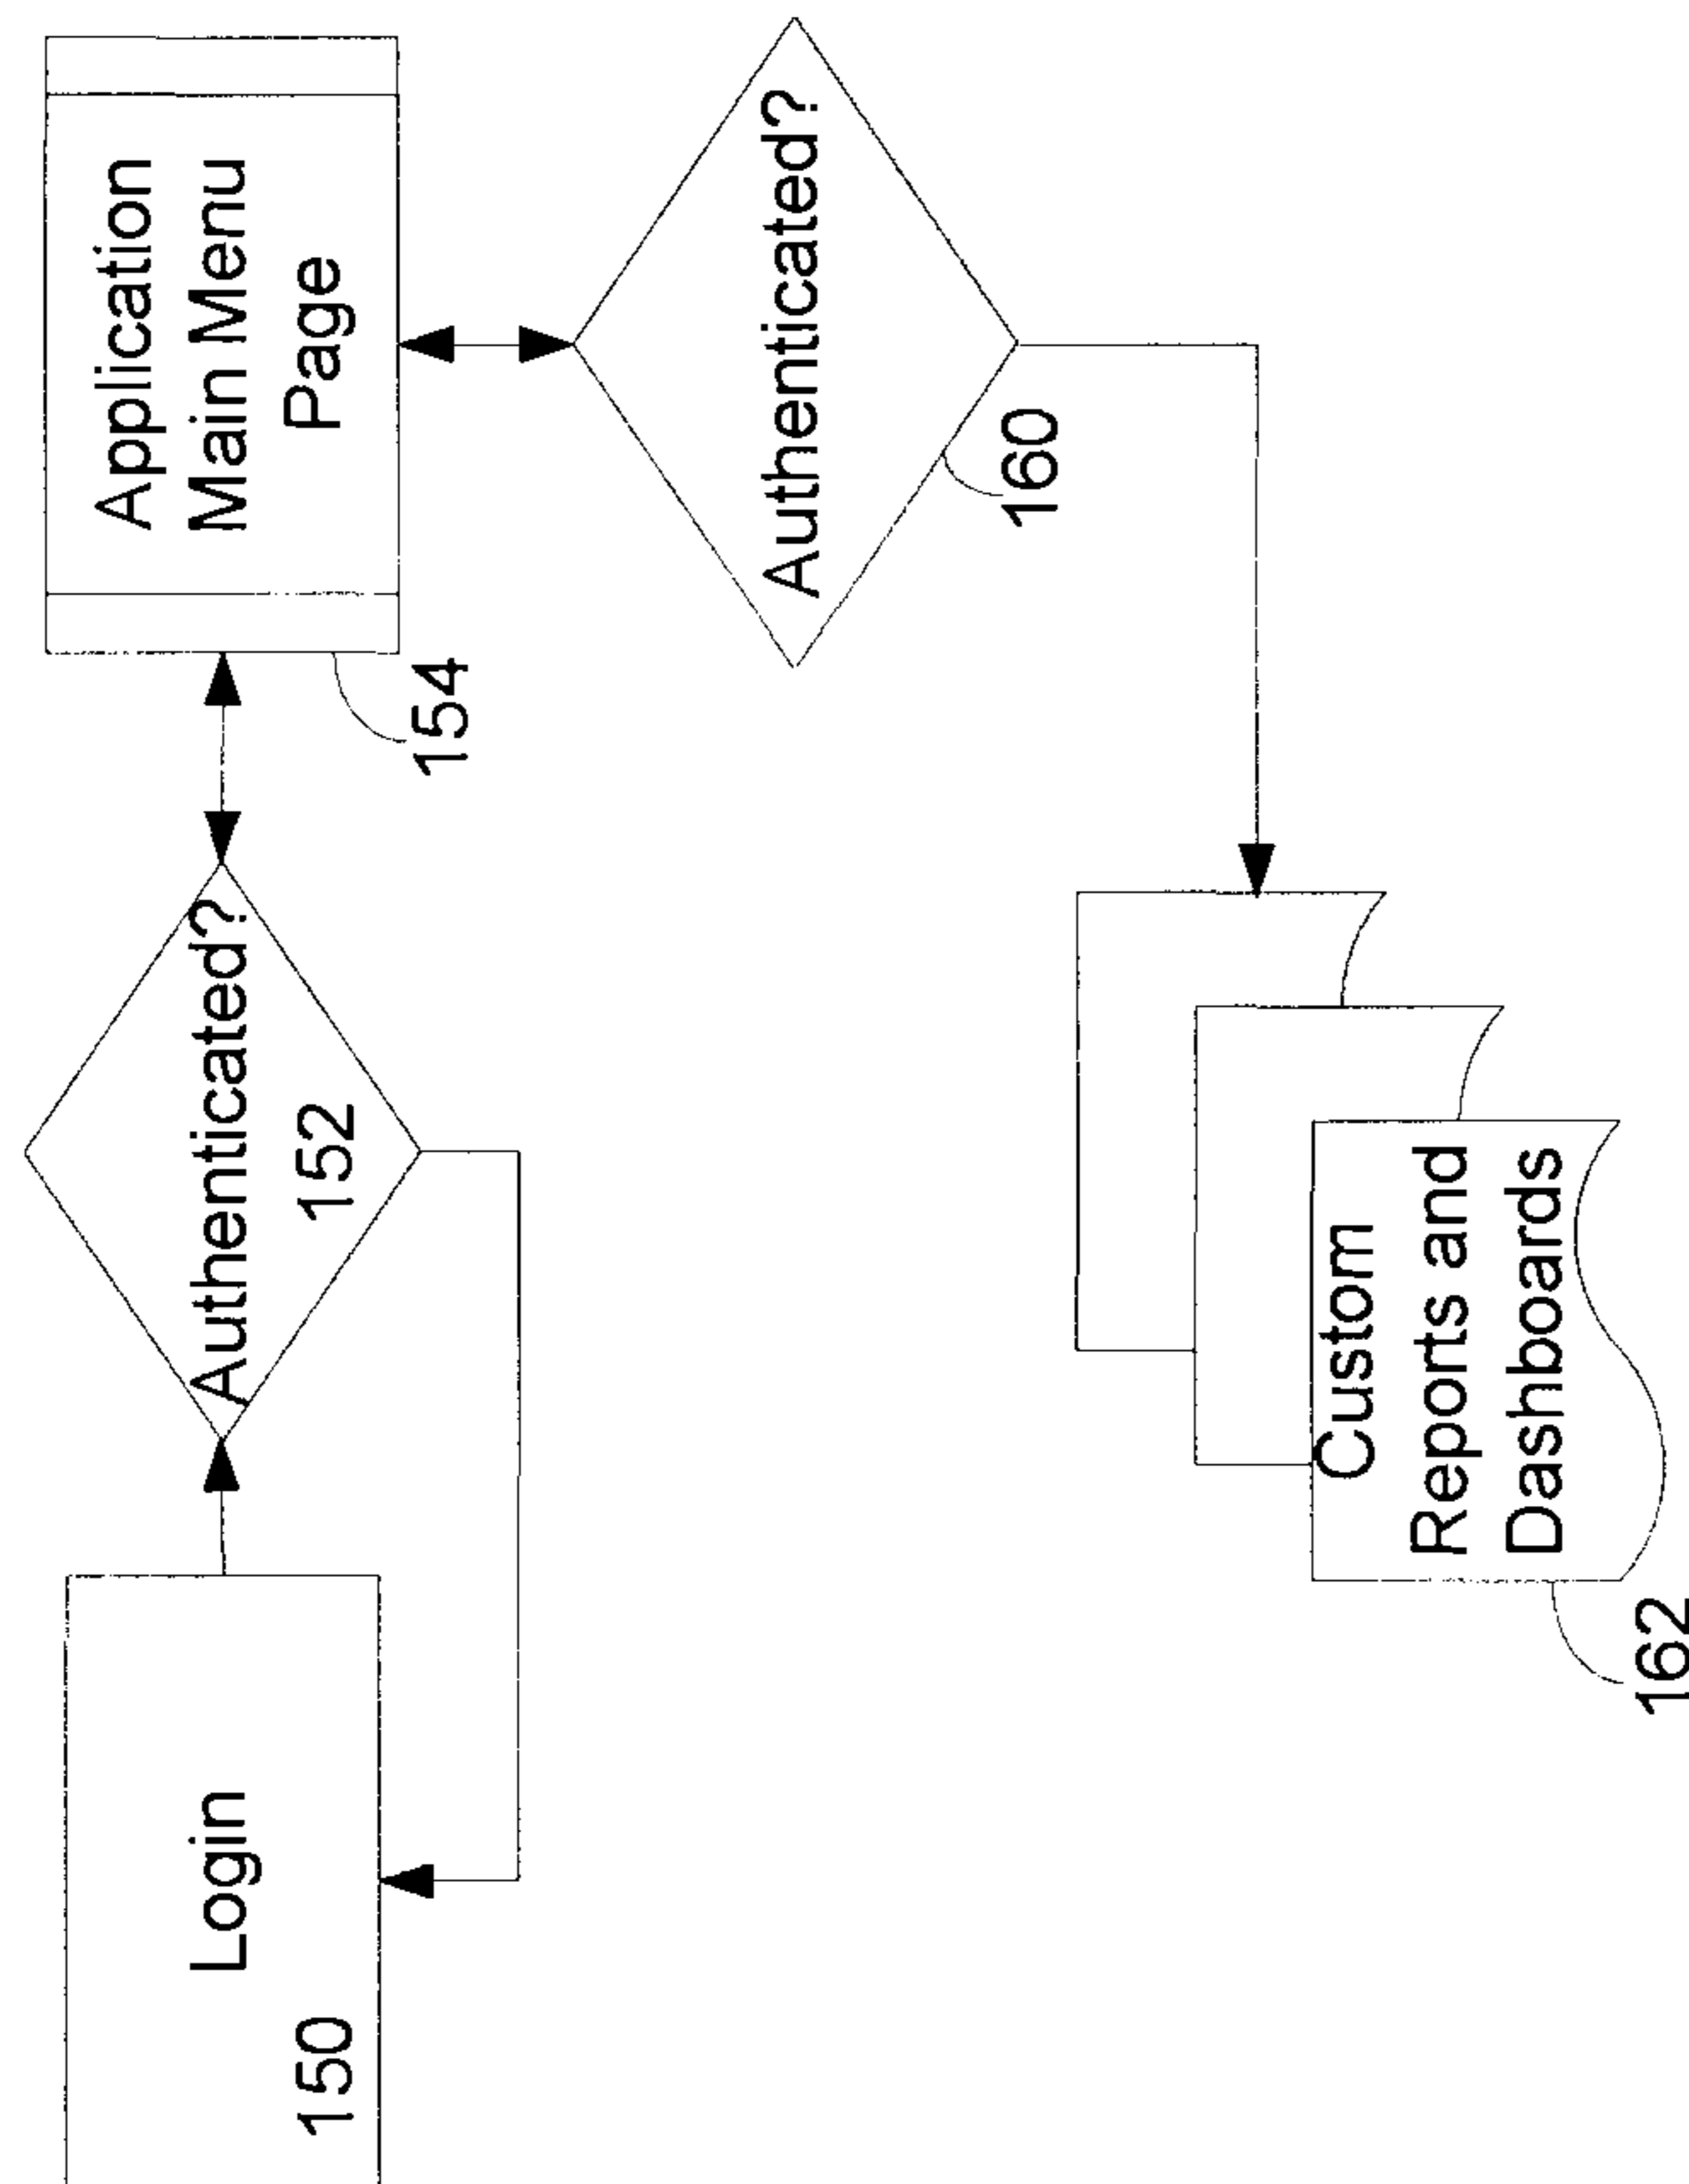 Login
150
Authenticated?
152
Application
Main Menu
Page
154
Authenticated?
160
Custom
Reports and
Dashboards
162